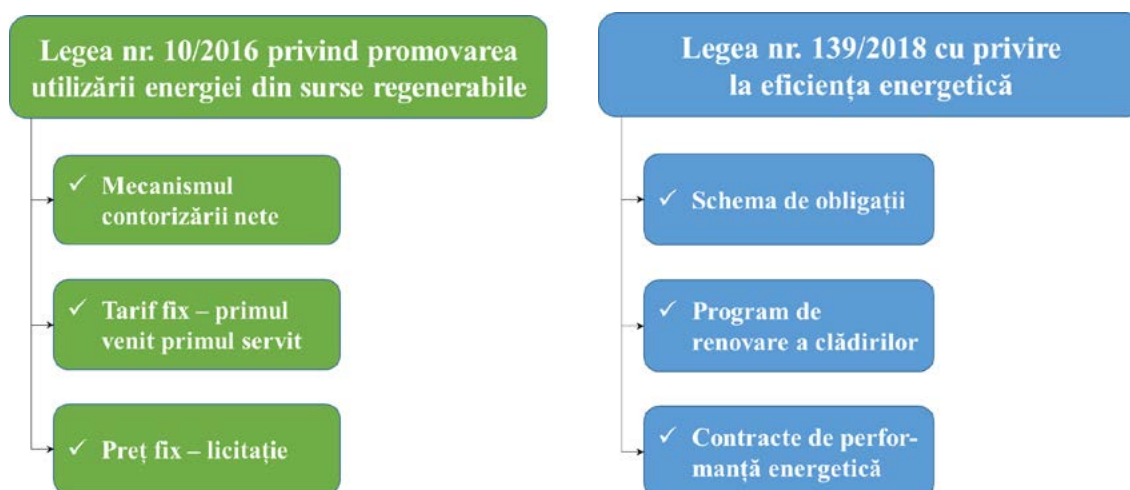 Legea nr. 10/2016 privind promovarea
utilizării energiei din surse regenerabile
✓ Mecanismul
contorizării nete
✓ Tarif fix – primul
venit primul servit
✓ Preț fix – licitație
Legea nr. 139/2018 cu privire
la eficiența energetică
✓ Schema de obligații
✓ Program de
renovare a clădirilor
✓ Contracte de perfor-
manță energetică